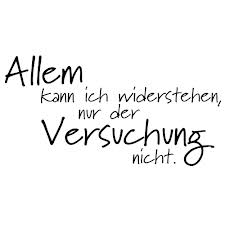 Allem
kann ich widerstehen,
nur der
Versuchung
nicht.